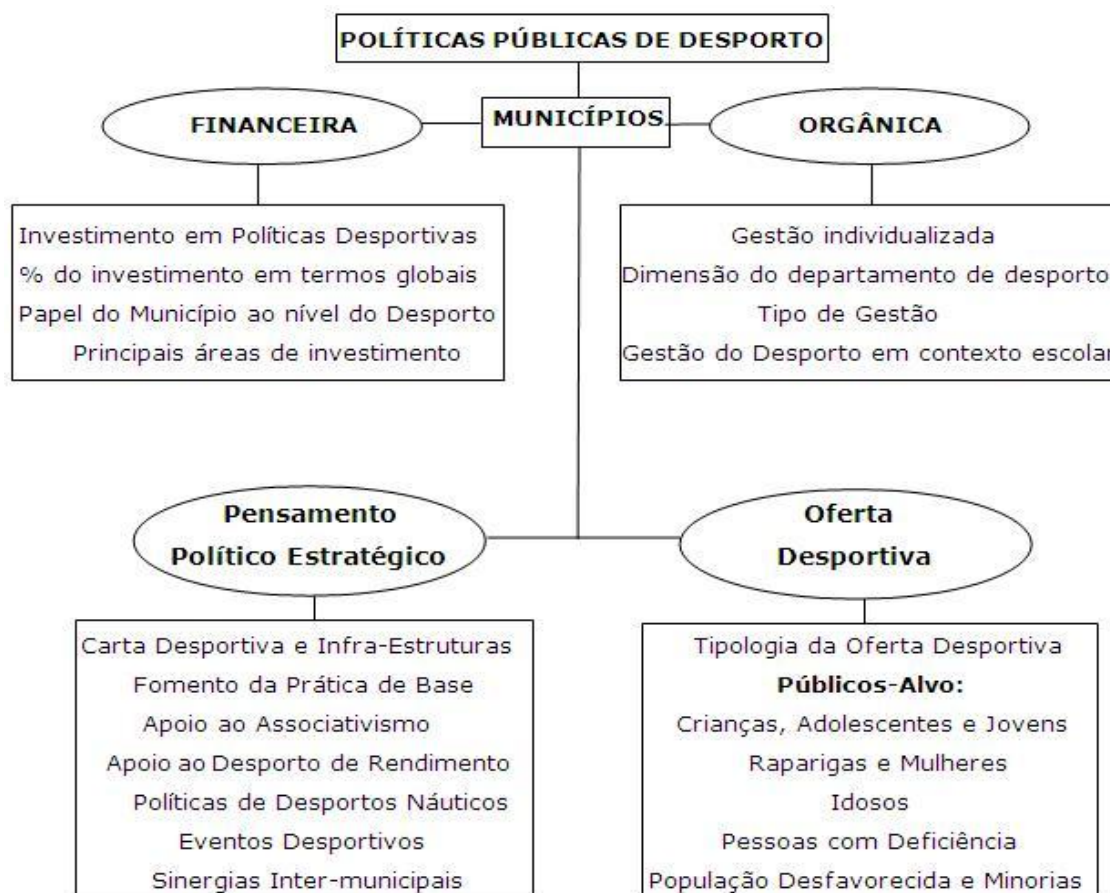 POLÍTICAS PÚBLICAS DE DESPORTO
MUNICÍPIOS
FINANCEIRA
ORGÂNICA
Investimento em Políticas Desportivas
% do investimento em termos globais
Papel do Município ao nível do Desporto
Principais áreas de investimento
Gestão individualizada
Dimensão do departamento de desporto
Tipo de Gestão
Gestão do Desporto em contexto escolar
Pensamento
Político Estratégico
Oferta
Desportiva
Carta Desportiva e Infra-Estruturas
Fomento da Prática de Base
Apoio ao Associativismo
Apoio ao Desporto de Rendimento
Políticas de Desportos Náuticos
Eventos Desportivos
Sinergias Inter-municipais
Tipologia da Oferta Desportiva
Públicos-Alvo:
Crianças, Adolescentes e Jovens
Raparigas e Mulheres
Idosos
Pessoas com Deficiência
População Desfavorecida e Minorias